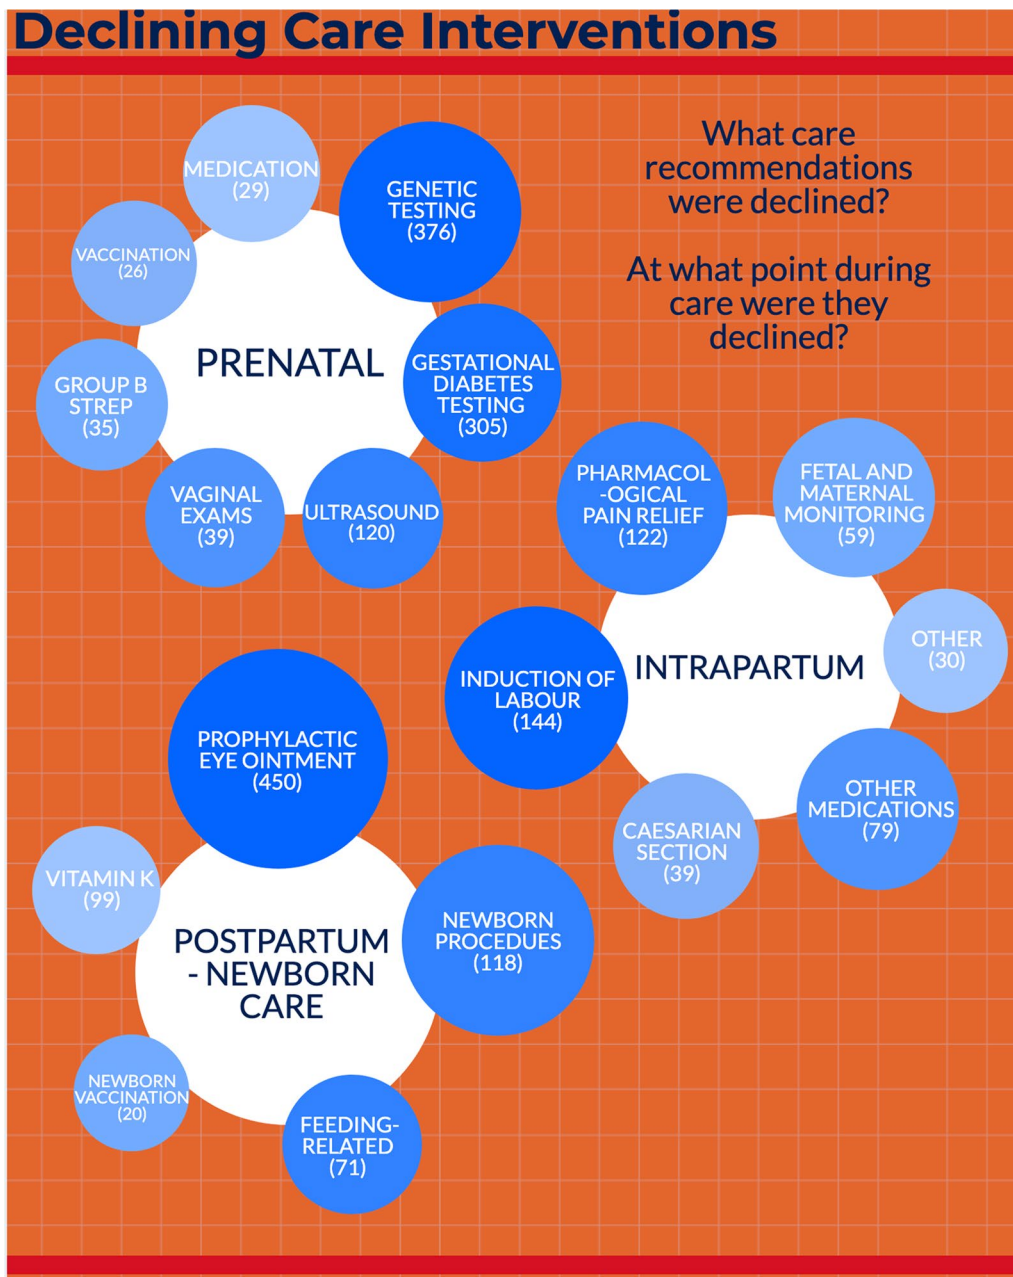 Declining Care Interventions
What care
recommendations
were declined?
At what point during
care were they
declined?
PRENATAL
MEDICATION
(29)
GENETIC
TESTING
(376)
VACCINATION
(26)
GESTATIONAL
DIABETES
TESTING
(305)
GROUP B
STREP
(35)
VAGINAL
EXAMS
(39)
ULTRASOUND
(120)
INTRAPARTUM
PHARMACOL
-OGICAL
PAIN RELIEF
(122)
FETAL AND
MATERNAL
MONITORING
(59)
OTHER
(30)
INDUCTION OF
LABOUR
(144)
OTHER
MEDICATIONS
(79)
CAESARIAN
SECTION
(39)
POSTPARTUM
- NEWBORN
CARE
PROPHYLACTIC
EYE OINTMENT
(450)
VITAMIN K
(99)
NEWBORN
PROCEDUES
(118)
NEWBORN
VACCINATION
(20)
FEEDING-
RELATED
(71)